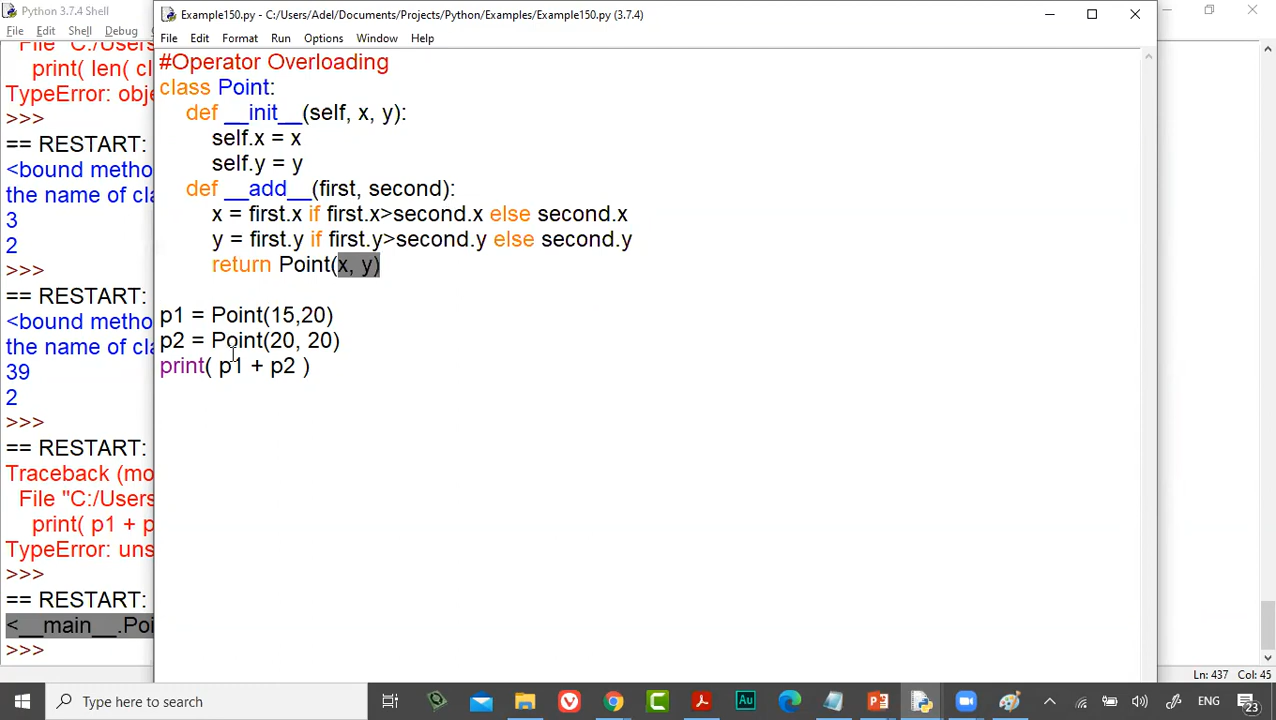 Python 3.7.4 Shell
File Edit Shell Debug
File "C:/Users
print( len( cl
TypeError: obje
>>>
== RESTART:
<bound metho
the name of cla
3
2
>>>
== RESTART:
<bound metho
the name of cla
39
2
>>>
== RESTART:
Traceback (mo
File "C:/Users
print( p1 + p
TypeError: uns
>>>
== RESTART:
<__main__.Poi
>>>
Example150.py - C:/Users/Adel/Documents/Projects/Python/Examples/Example150.py (3.7.4)
File Edit Format Run Options Window Help
#Operator Overloading
class Point:
def __init__(self, x, y):
self.x = x
self.y = y
def __add__(first, second):
x = first.x if first.x>second.x else second.x
y = first.y if first.y>second.y else second.y
return Point(x, y)
p1 = Point(15,20)
p2 = Point(20, 20)
print( p1 + p2 )
Ln: 437 Col: 45
Type here to search
ENG
23